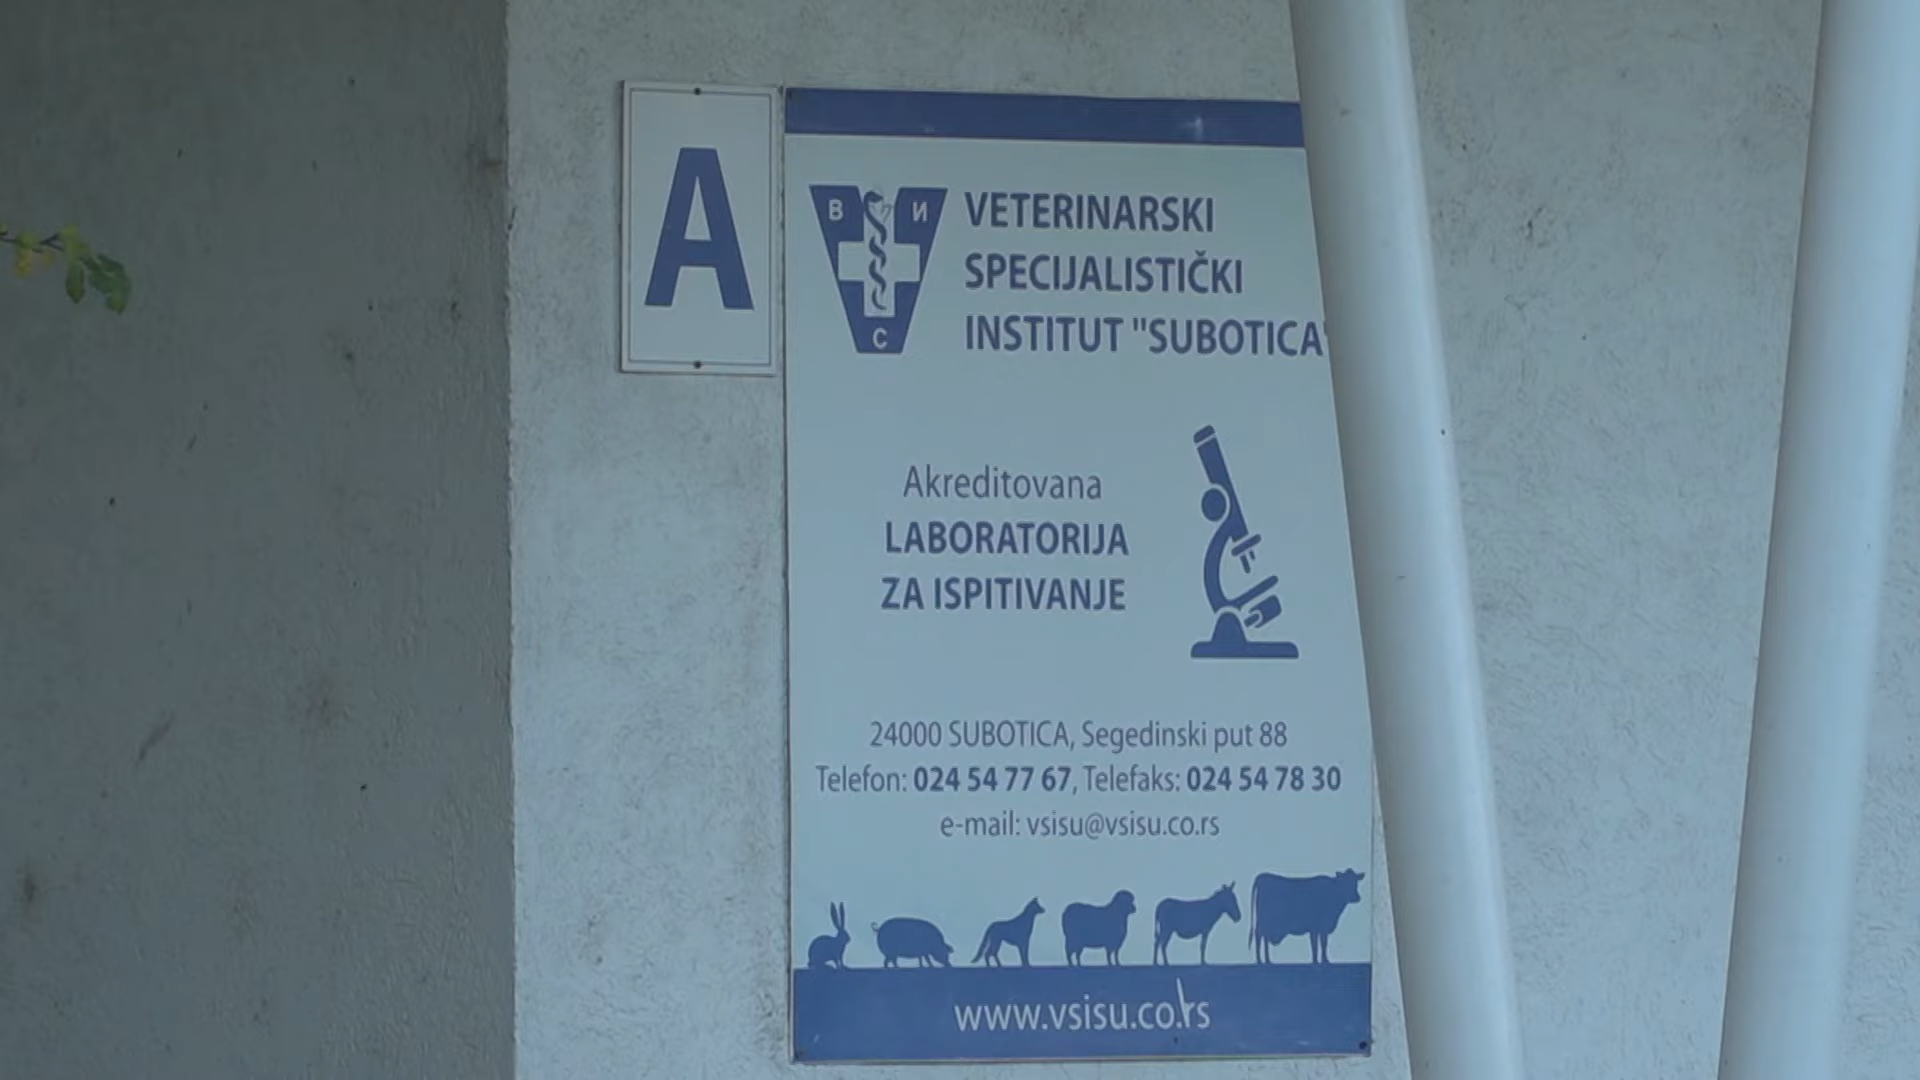 A
В И
С
VETERINARSKI
SPECIJALISTIČKI
INSTITUT "SUBOTICA"
Akreditovana
LABORATORIJA
ZA ISPITIVANJE
24000 SUBOTICA, Segedinski put 88
Telefon: 024 54 77 67, Telefaks: 024 54 78 30
e-mail: vsisu@vsisu.co.rs
www.vsisu.co.rs